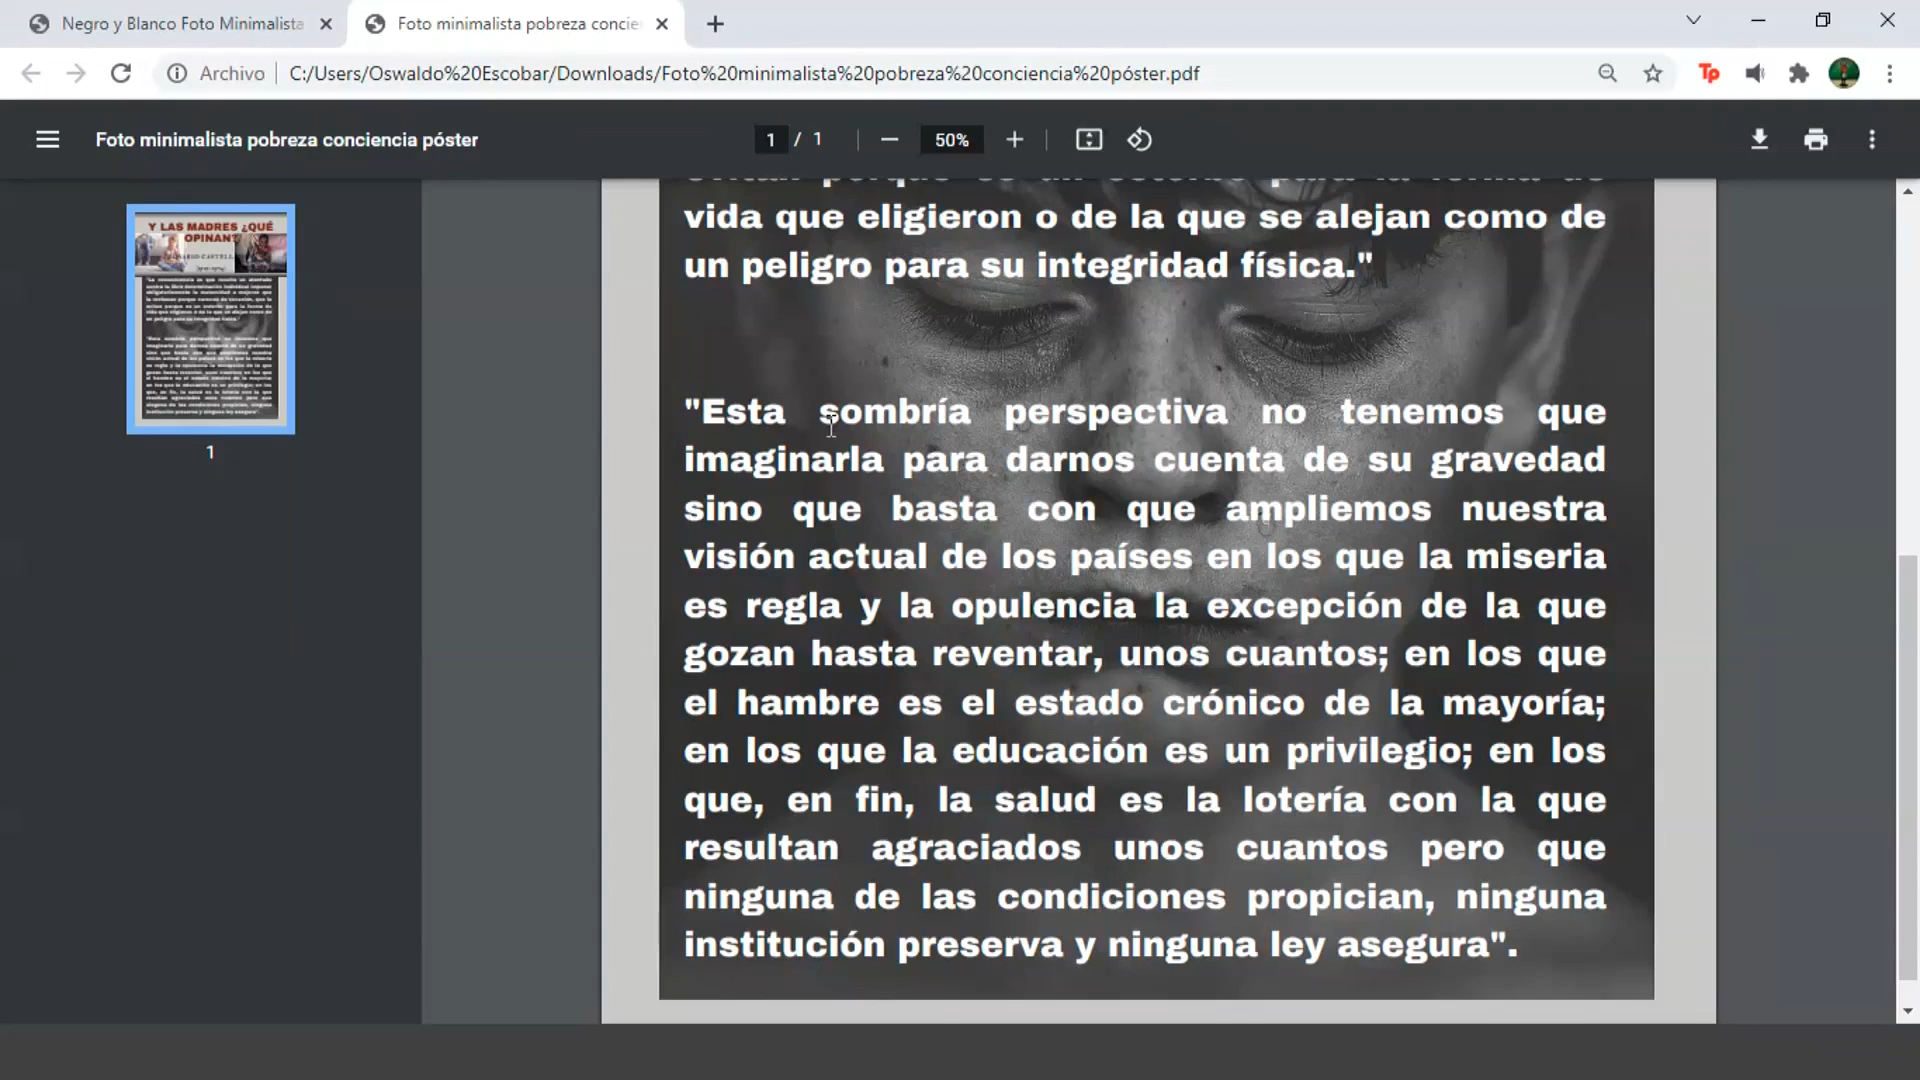 Negro y Blanco Foto Minimalista
Foto minimalista pobreza concie
Archivo
C:/Users/Oswaldo%20Escobar/Downloads/Foto%20minimalista%20pobreza%20conciencia%20póster.pdf
Tp
Foto minimalista pobreza conciencia póster
1 / 1
50%
Y LAS MADRES ¿QUÉ
OPINAN?
1
vida que eligieron o de la que se alejan como de
un peligro para su integridad física."
"Esta sombría perspectiva no tenemos que
imaginarla para darnos cuenta de su gravedad
sino que basta con que ampliemos nuestra
visión actual de los países en los que la miseria
es regla y la opulencia la excepción de la que
gozan hasta reventar, unos cuantos; en los que
el hambre es el estado crónico de la mayoría;
en los que la educación es un privilegio; en los
que, en fin, la salud es la lotería con la que
resultan agraciados unos cuantos pero que
ninguna de las condiciones propician, ninguna
institución preserva y ninguna ley asegura".